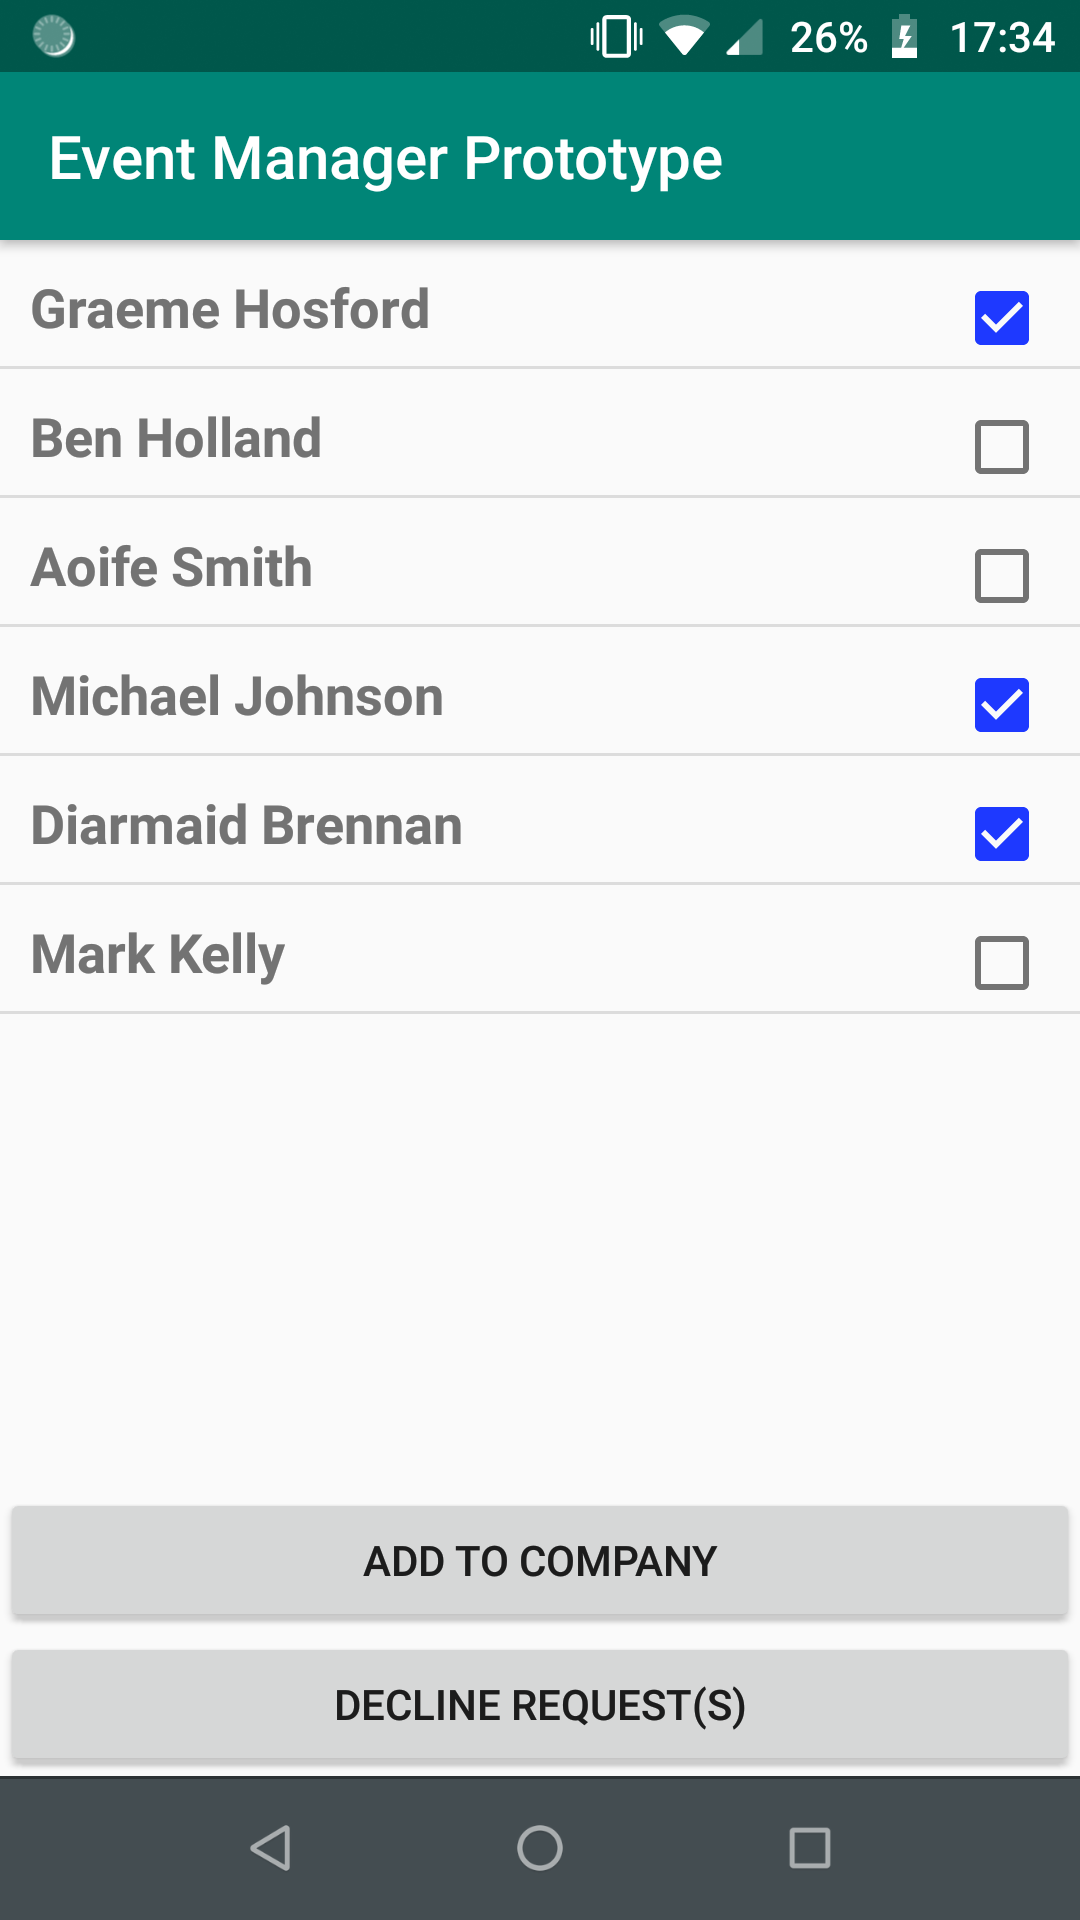 26% 17:34
Event Manager Prototype
Graeme Hosford
Ben Holland
Aoife Smith
Michael Johnson
Diarmaid Brennan
Mark Kelly
ADD TO COMPANY
DECLINE REQUEST(S)